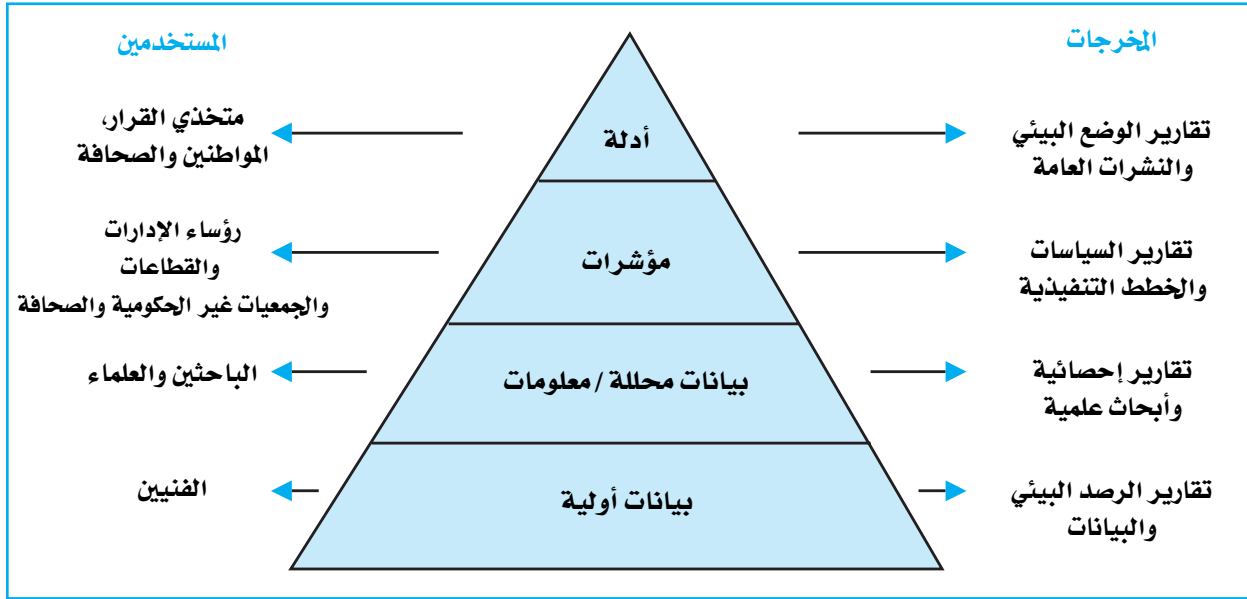 المخرجات
المستخدمين
تقارير الوضع البيئي
والنشرات العامة
أدلة
متخذي القرار،
المواطنين والصحافة
تقارير السياسات
والخطط التنفيذية
مؤشرات
رؤساء الإدارات
والقطاعات
والجمعيات غير الحكومية والصحافة
تقارير إحصائية
وأبحاث علمية
بيانات محللة / معلومات
الباحثين والعلماء
تقارير الرصد البيئي
والبيانات
بيانات أولية
الفنيين